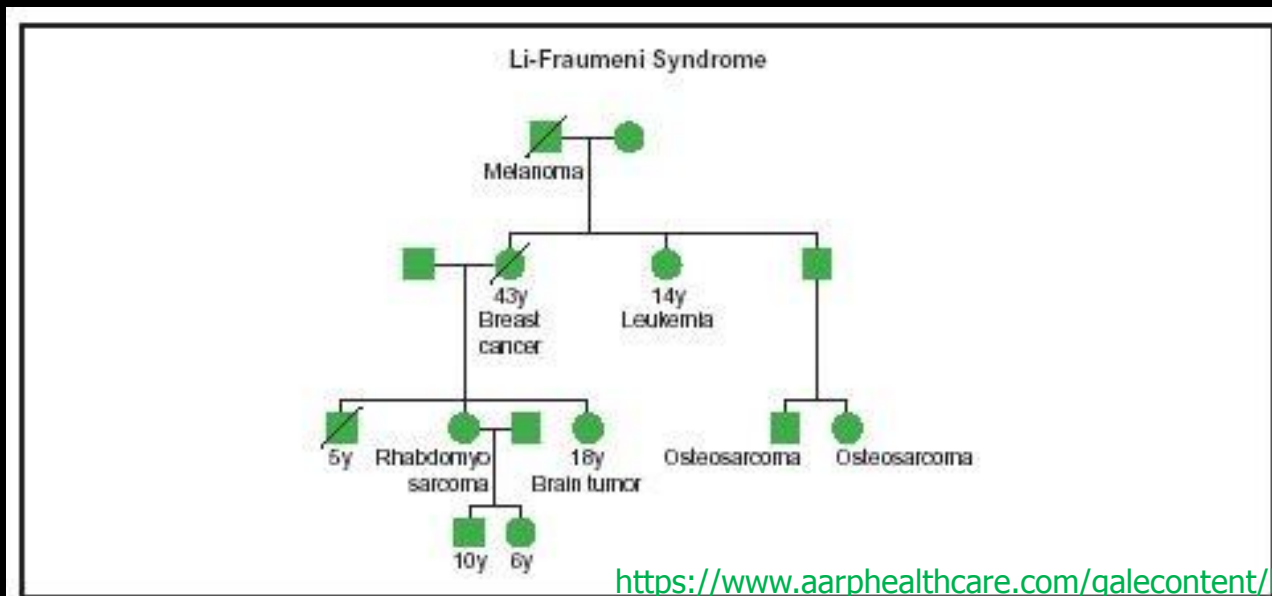 Li-Fraumeni Syndrome
Melanoma
43y
Breast
cancer
14y
Leukemia
5y
Rhabdomyo
sarcoma
18y
Brain tumor
Osteosarcoma
Osteosarcoma
10y
6y
https://www.aarphealthcare.com/galecontent/